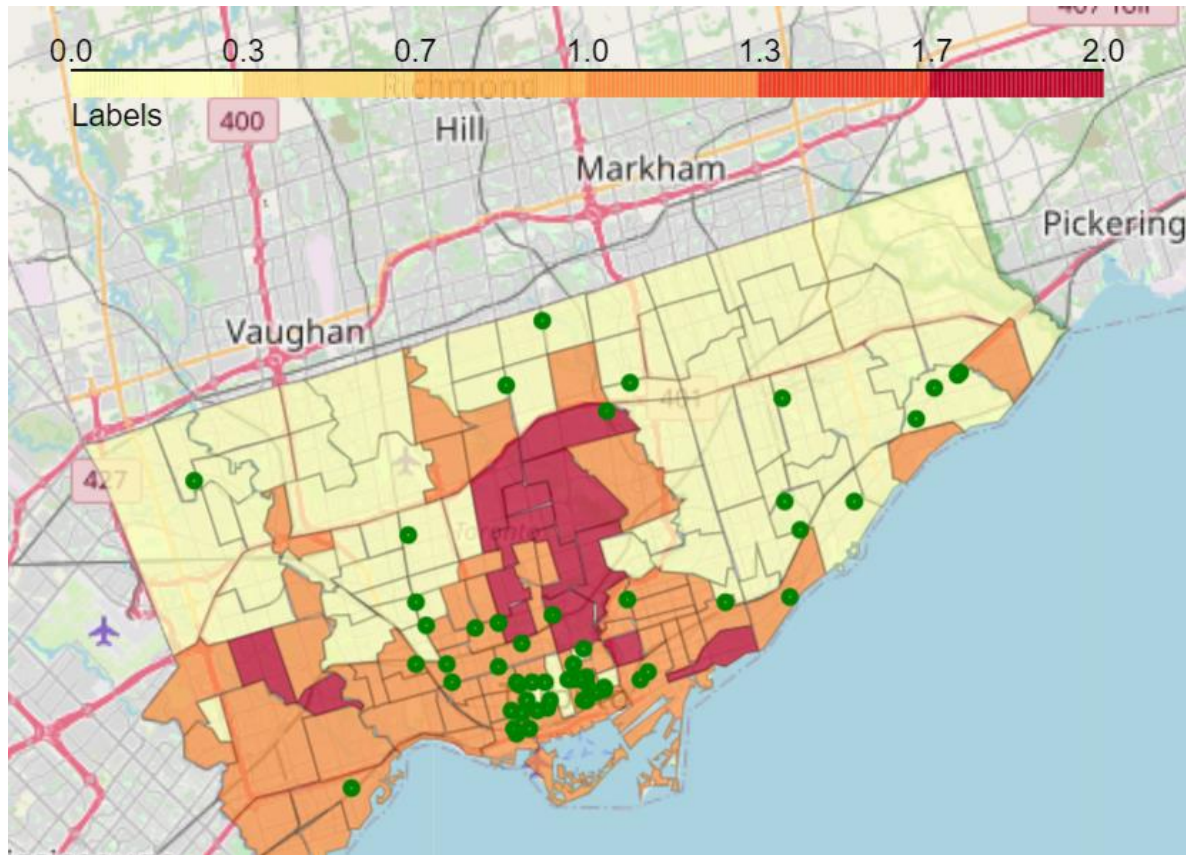 407 Toll
0.0 0.3 0.7 1.0 1.3 1.7 2.0
Richmond
Labels
400
Hill
Markham
Pickering
Vaughan
401
427
Toronto